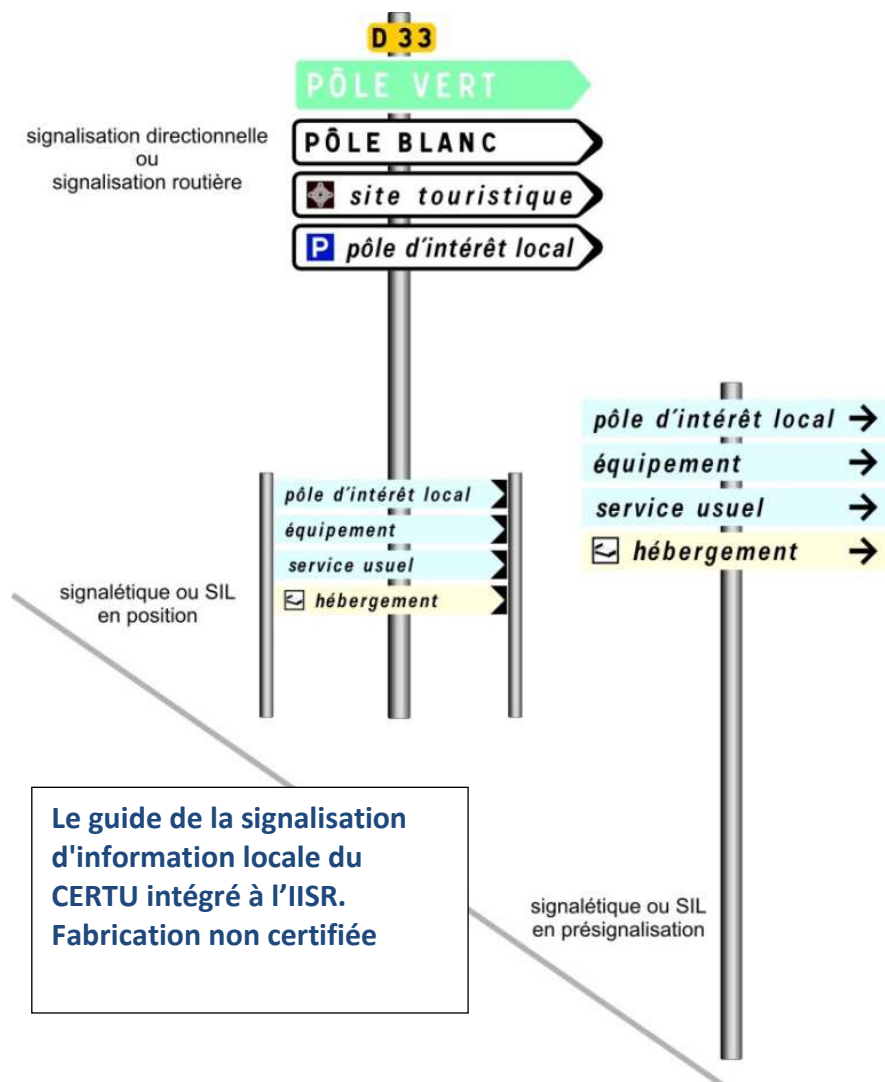 D 33
PÔLE VERT
PÔLE BLANC
site touristique
P pôle d'intérêt local
signalisation directionnelle
ou
signalisation routière
pôle d'intérêt local
équipement
service usuel
hébergement
signalétique ou SIL
en position
pôle d'intérêt local
équipement
service usuel
hébergement
Le guide de la signalisation
d'information locale du
CERTU intégré à l’IISR.
Fabrication non certifiée
signalétique ou SIL
en présignalisation